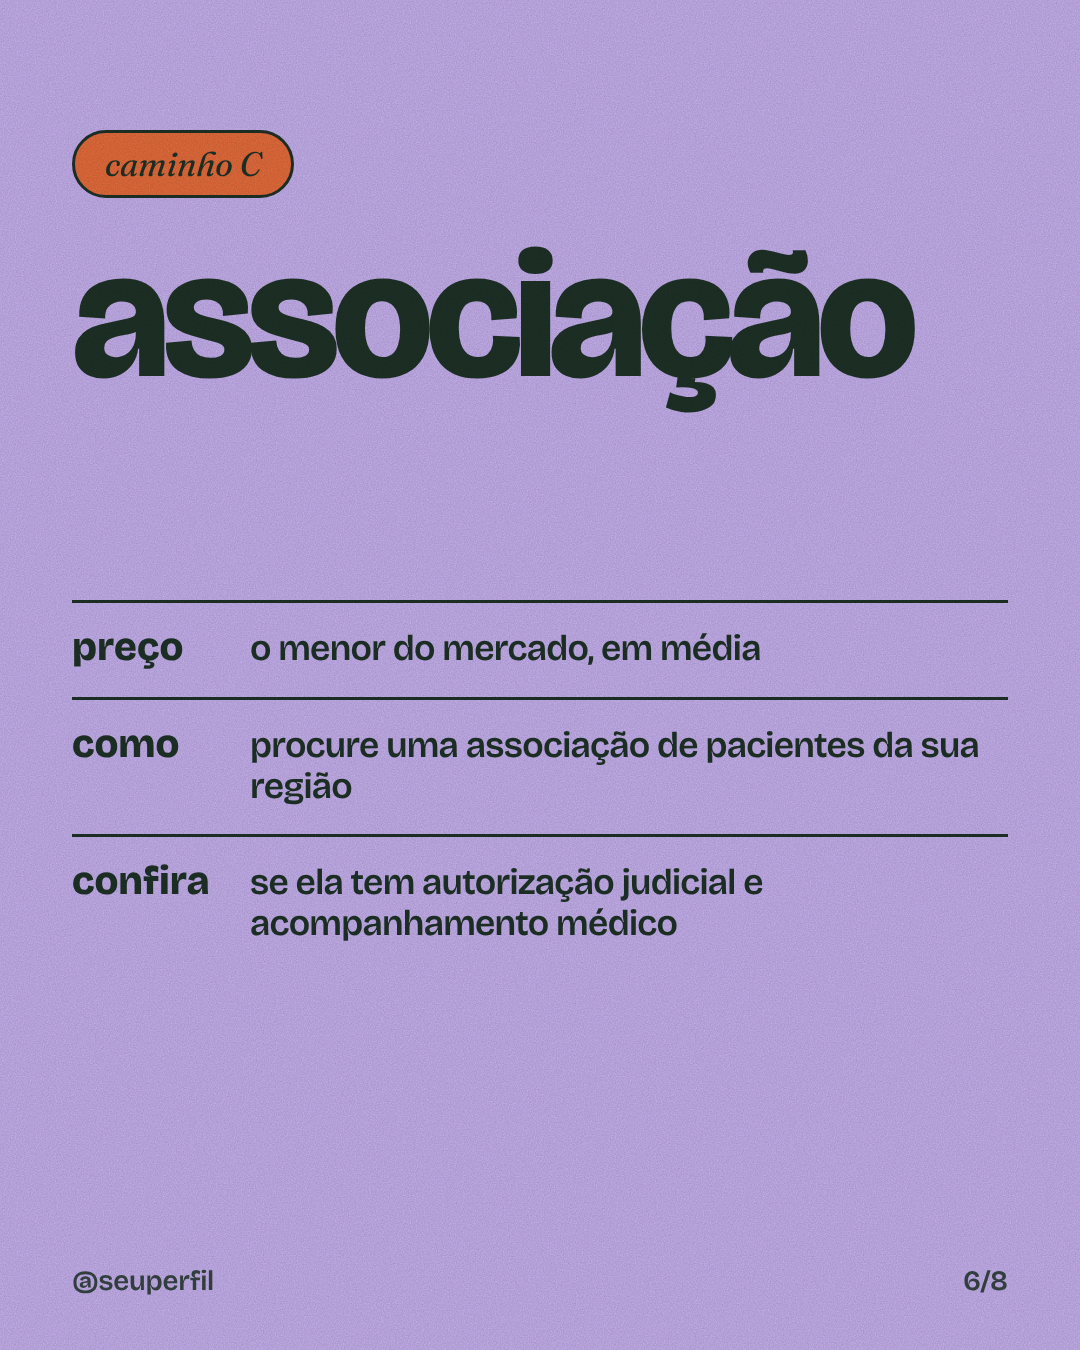 caminho C
associação
preço
o menor do mercado, em média
como
procure uma associação de pacientes da sua
região
confira
se ela tem autorização judicial e
acompanhamento médico
@seuperfil
6/8